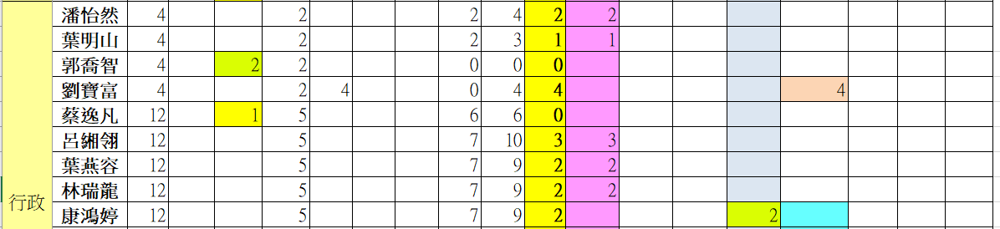 潘怡然 4 2 2 4 2 2
葉明山 4 2 2 3 1 1
郭喬智 4 2 2 0 0 0
劉寶富 4 2 4 0 4 4 4
蔡逸凡 12 1 5 6 6 0
呂緗翎 12 5 7 10 3 3
葉燕容 12 5 7 9 2 2
林瑞龍 12 5 7 9 2 2
行政
康鴻婷 12 5 7 9 2 2